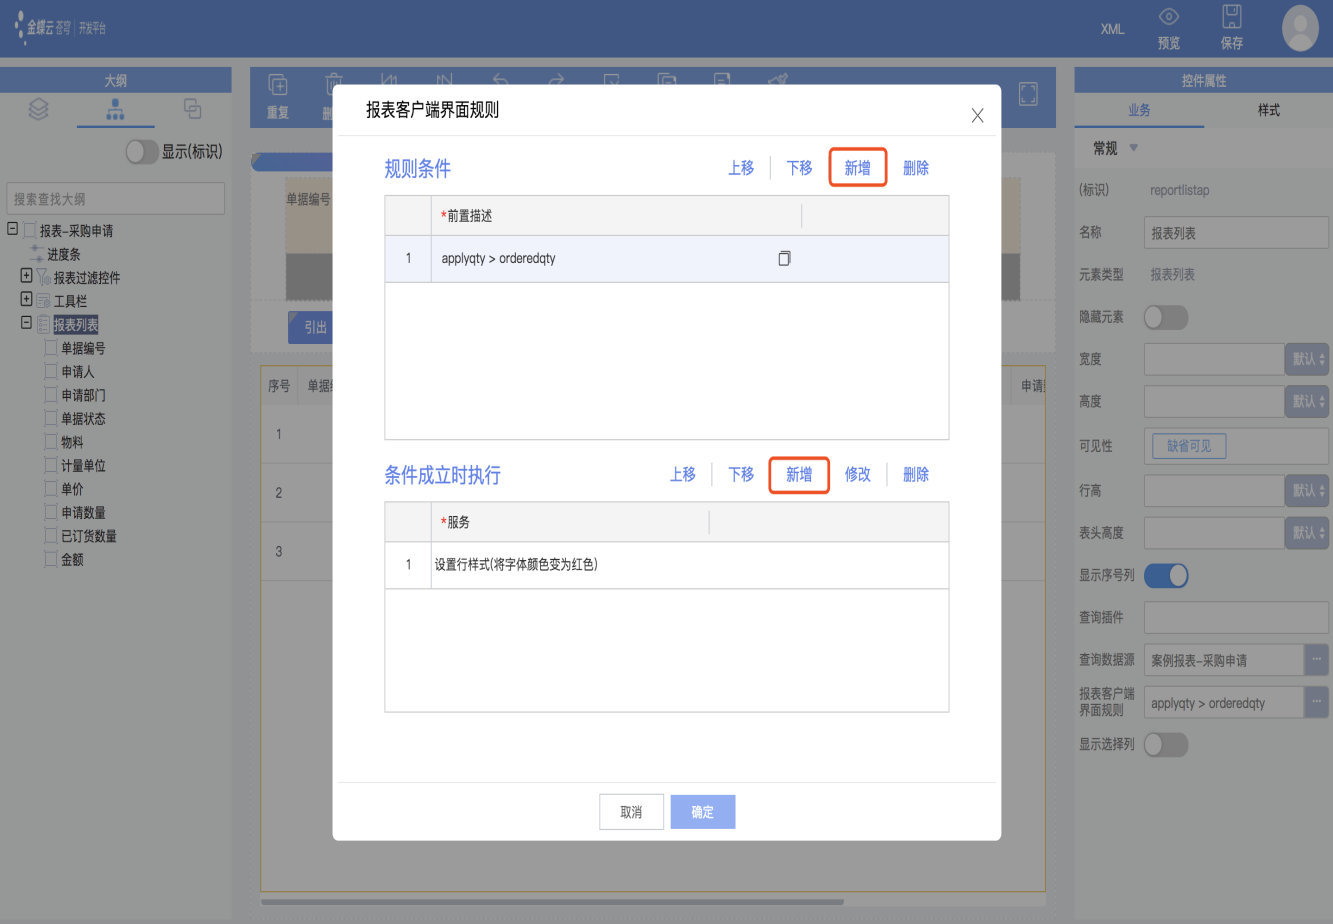 金蝶云 苍穹 | 开发平台
XML
预览
保存
大纲
显示(标识)
搜索查找大纲
报表-采购申请
进度条
报表过滤控件
工具栏
报表列表
单据编号
申请人
申请部门
单据状态
物料
计量单位
单价
申请数量
已订货数量
金额
重复
单据编号
引出
序号
申请
1
2
3
报表客户端界面规则
规则条件
上移
下移
新增
删除
*前置描述
1
applyqty > orderedqty
条件成立时执行
上移
下移
新增
修改
删除
*服务
1
设置行样式(将字体颜色变为红色)
取消
确定
控件属性
业务
样式
常规
(标识)
reportlistap
名称
报表列表
元素类型
报表列表
隐藏元素
宽度
默认
高度
默认
可见性
缺省可见
行高
默认
表头高度
默认
显示序号列
查询插件
查询数据源
案例报表-采购申请
...
报表客户端
界面规则
applyqty > orderedqty
...
显示选择列